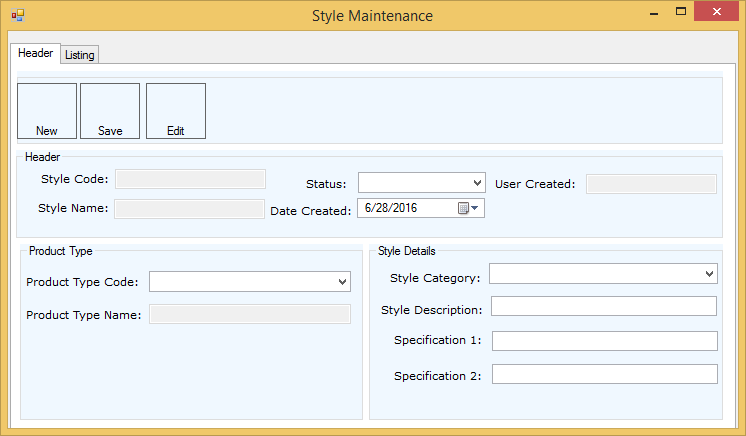 Style Maintenance
Header Listing
New Save Edit
Header
Style Code: Status: User Created:
Style Name: Date Created: 6/28/2016
Product Type
Product Type Code:
Product Type Name:
Style Details
Style Category:
Style Description:
Specification 1:
Specification 2: